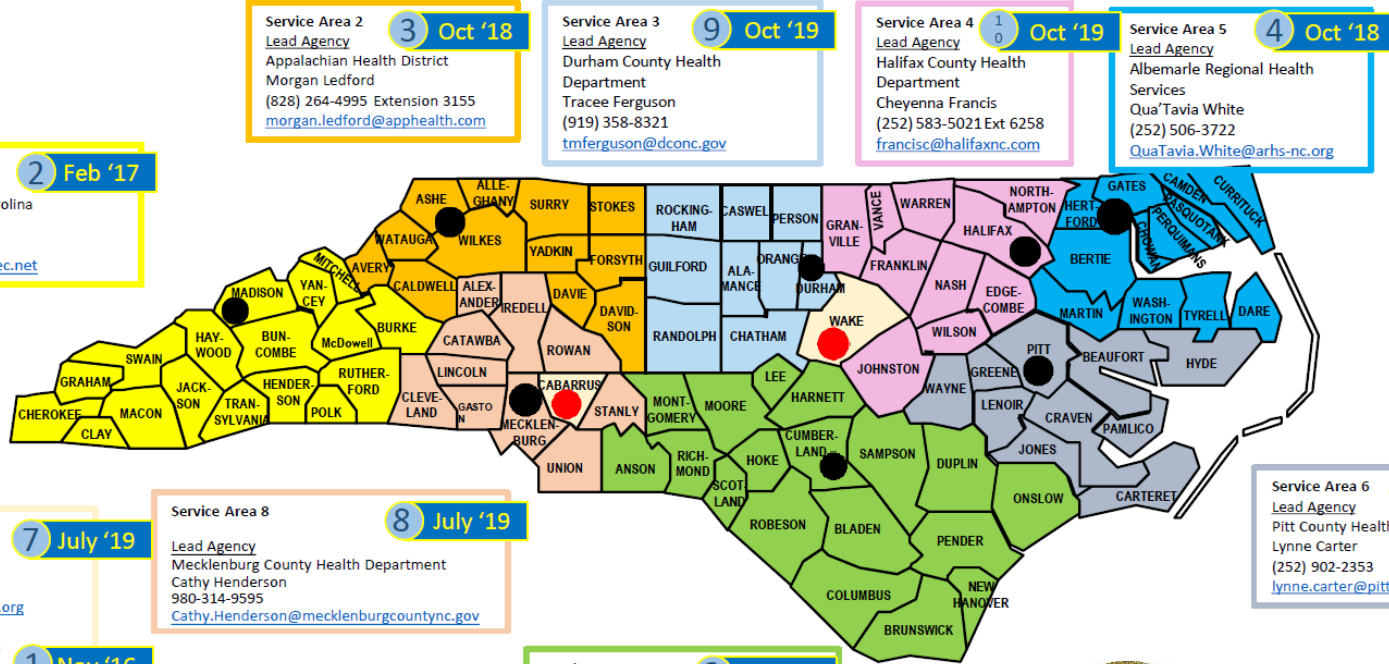 Service Area 2
3 Oct ‘18
Lead Agency
Appalachian Health District
Morgan Ledford
(828) 264-4995 Extension 3155
morgan.ledford@apphealth.com
Service Area 3
9 Oct ‘19
Lead Agency
Durham County Health
Department
Tracee Ferguson
(919) 358-8321
tmferguson@dconc.gov
Service Area 4
10 Oct ‘19
Lead Agency
Halifax County Health
Department
Cheyenna Francis
(252) 583-5021 Ext 6258
francisc@halifaxnc.com
Service Area 5
4 Oct ‘18
Lead Agency
Albemarle Regional Health
Services
Qua’Tavia White
(252) 506-3722
QuaTavia.White@arhs-nc.org
2 Feb ‘17
olina
ec.net
ASHE
ALLE-
GHANY
SURRY
STOKES
ROCKING-
HAM
CASWEL
PERSON
GRAN-
VILLE
VANCE
WARREN
NORTH-
AMPTON
HALIFAX
HERT-
FORD
GATES
CAMDEN
CURRITUCK
PASQUOTANK
PERQUIMANS
CHOWAN
WATAUGA
WILKES
YADKIN
FORSYTH
GUILFORD
ALA-
MANCE
ORANGE
DURHAM
FRANKLIN
NASH
EDGE-
COMBE
BERTIE
MARTIN
WASH-
INGTON
TYRELL
DARE
MITCHELL
AVERY
CALDWELL
ALEX-
ANDER
IREDELL
DAVIE
DAVID-
SON
RANDOLPH
CHATHAM
WAKE
WILSON
JOHNSTON
MADISON
YAN-
CEY
BURKE
McDowell
CATAWBA
ROWAN
HAY-
WOOD
BUN-
COMBE
SWAIN
GRAHAM
CHEROKEE
CLAY
MACON
JACK-
SON
TRAN-
SYLVANIA
HENDER-
SON
POLK
RUTHER-
FORD
CLEVE-
LAND
LINCOLN
GASTO
N
MECKLEN-
BURG
CABARRUS
STANLY
UNION
ANSON
MONT-
GOMERY
MOORE
LEE
HARNETT
RICH-
MOND
SCOT-
LAND
HOKE
CUMBER-
LAND
SAMPSON
DUPLIN
WAYNE
GREENE
PITT
BEAUFORT
HYDE
LENOIR
CRAVEN
PAMLICO
JONES
CARTERET
ONSLOW
ROBESON
BLADEN
PENDER
COLUMBUS
NEW
HANOVER
BRUNSWICK
7 July ‘19
.org
Service Area 8
8 July ‘19
Lead Agency
Mecklenburg County Health Department
Cathy Henderson
980-314-9595
Cathy.Henderson@mecklenburgcountync.gov
Service Area 6
Lead Agency
Pitt County Health
Lynne Carter
(252) 902-2353
lynne.carter@pitt